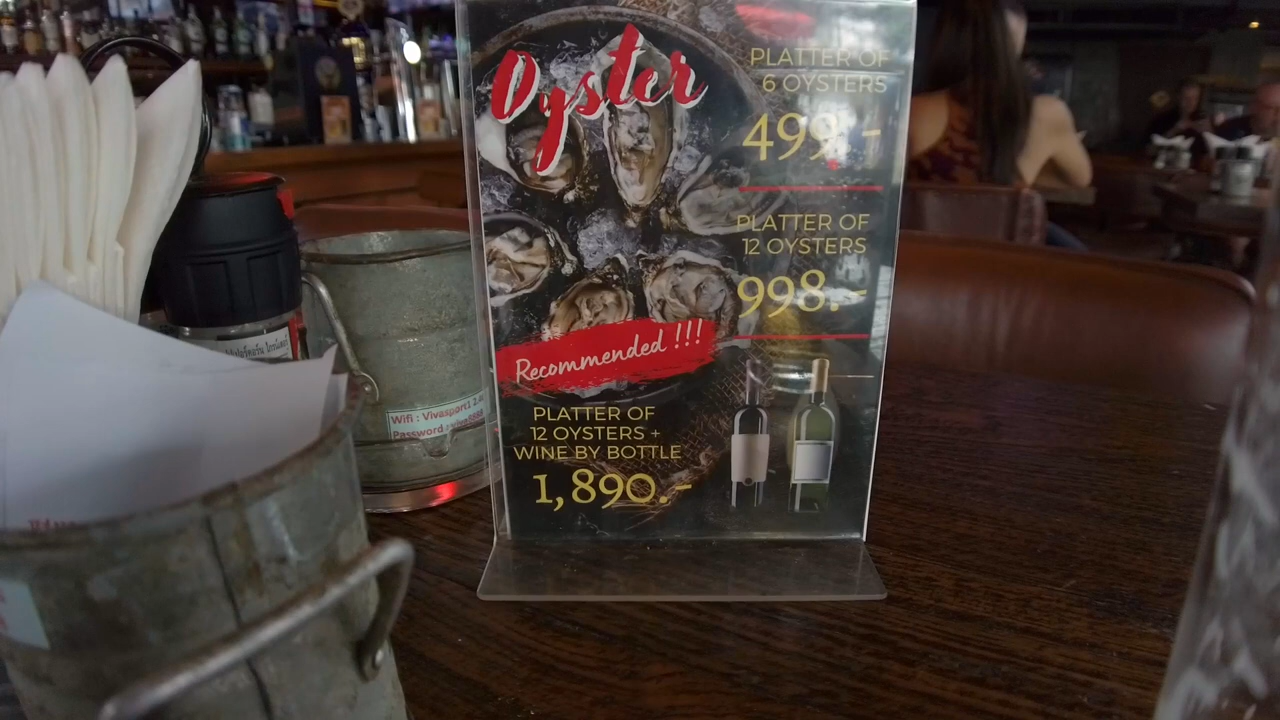 Oyster
PLATTER OF
6 OYSTERS
499.-
PLATTER OF
12 OYSTERS
998.-
Recommended !!!
PLATTER OF
12 OYSTERS +
WINE BY BOTTLE
1,890.-
Wifi : Vivasport1
Password :